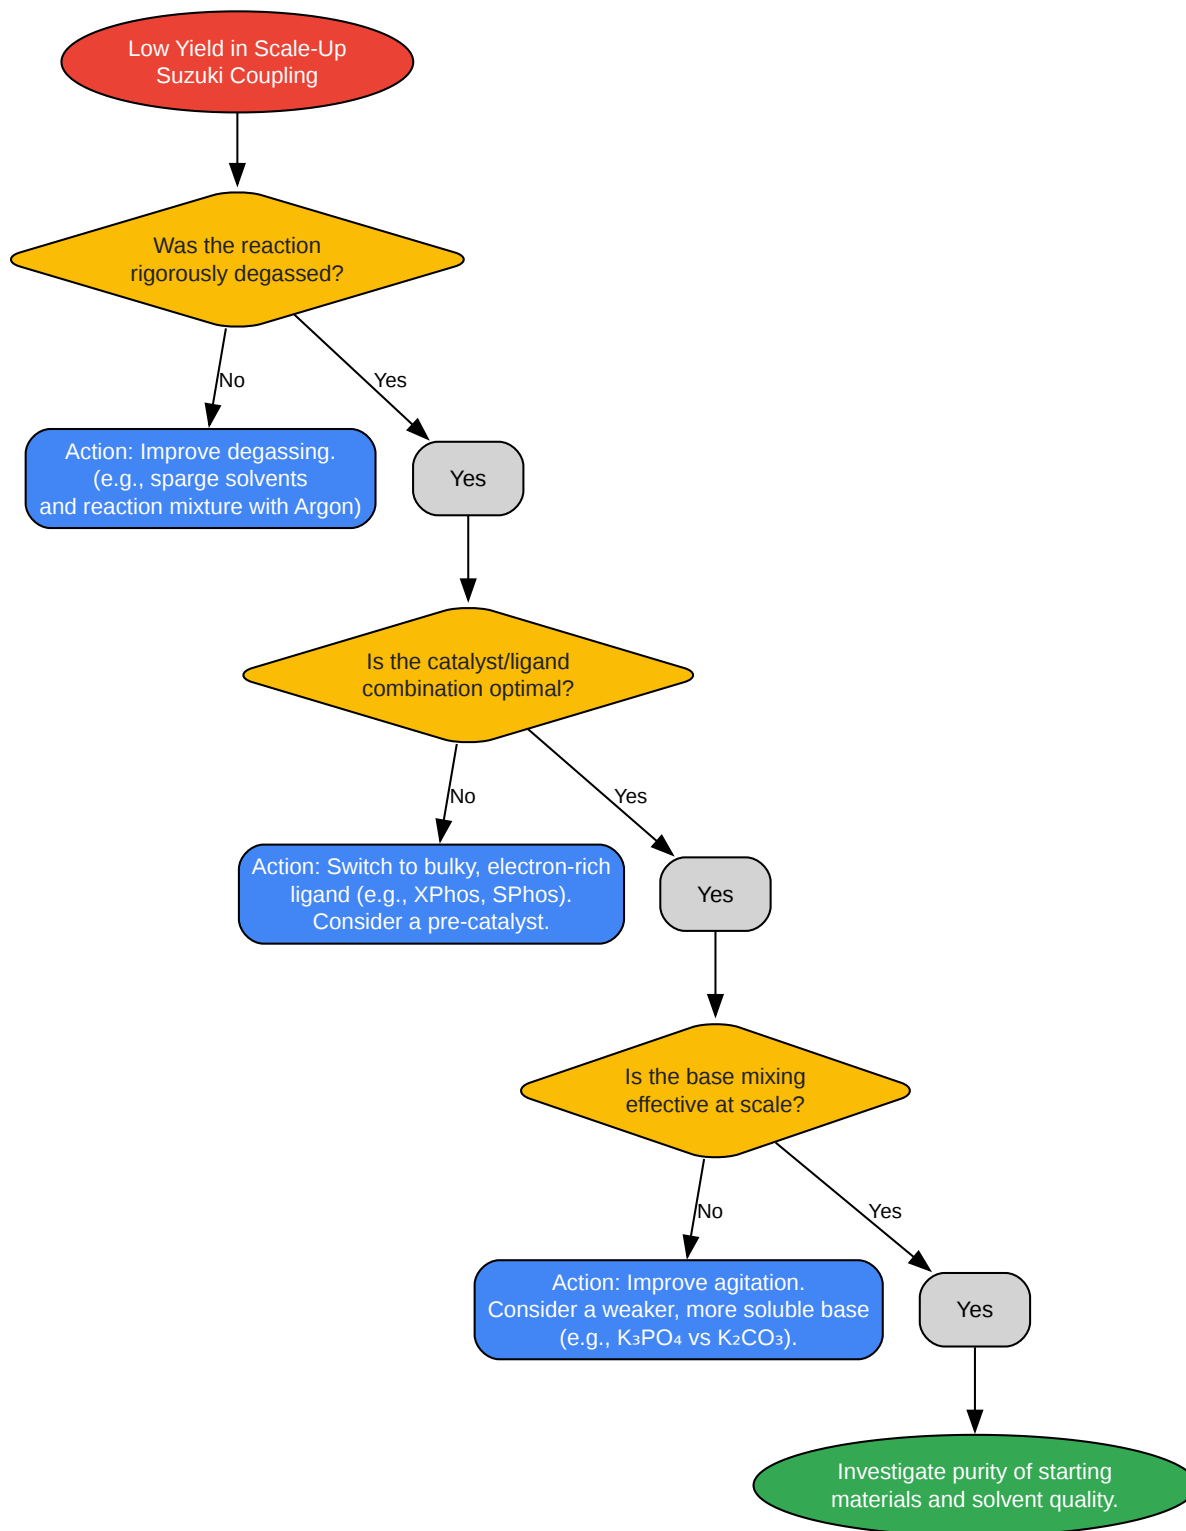 Low Yield in Scale-Up
Suzuki Coupling
Was the reaction
rigorously degassed?
No
Yes
Action: Improve degassing.
(e.g., sparge solvents
and reaction mixture with Argon)
Yes
Is the catalyst/ligand
combination optimal?
No
Yes
Action: Switch to bulky, electron-rich
ligand (e.g., XPhos, SPhos).
Consider a pre-catalyst.
Yes
Is the base mixing
effective at scale?
No
Yes
Action: Improve agitation.
Consider a weaker, more soluble base
(e.g., K₃PO₄ vs K₂CO₃).
Yes
Investigate purity of starting
materials and solvent quality.